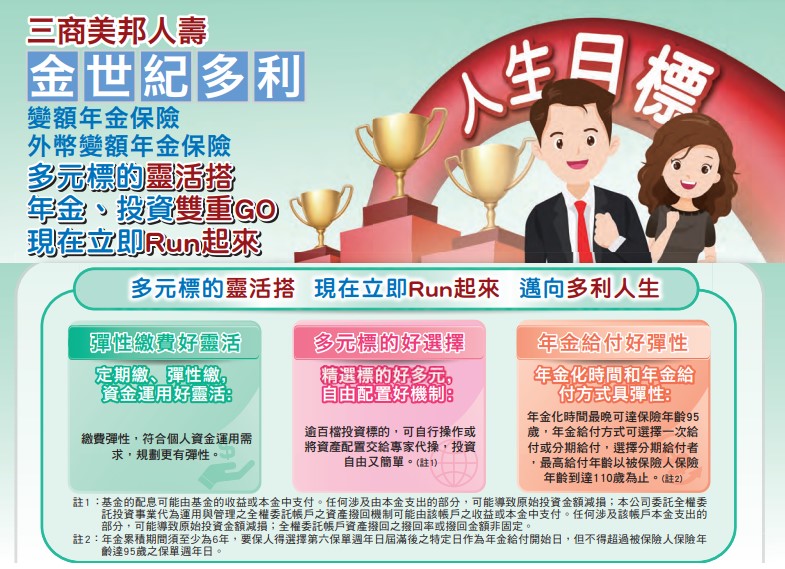 三商美邦人壽
金世紀多利
變額年金保險
外幣變額年金保險
多元標的靈活搭
年金、投資雙重GO
現在立即Run起來
人生目標
多元標的靈活搭 現在立即Run起來 邁向多利人生
彈性繳費好靈活
定期繳、彈性繳,
資金運用好靈活:
繳費彈性,符合個人資金運用需
求,規劃更有彈性。
多元標的好選擇
精選標的好多元,
自由配置好機制:
逾百檔投資標的,可自行操作或
將資產配置交給專家代操,投資
自由又簡單。(註1)
年金給付好彈性
年金化時間和年金給
付方式具彈性:
年金化時間最晚可達保險年齡95
歲,年金給付方式可選擇一次給
付或分期給付,選擇分期給付者
,最高給付年齡以被保險人保險
年齡到達110歲為止。(註2)
註1:基金的配息可能由基金的收益或本金中支付。任何涉及由本金支出的部分,可能導致原始投資金額減損;本公司委託全權委
託投資事業代為運用與管理之全權委託帳戶之資產撥回機制可能由該帳戶之收益或本金中支付。任何涉及該帳戶本金支出的
部分,可能導致原始投資金額減損;全權委託帳戶資產撥回之撥回率或撥回金額非固定。
註2:年金累積期間須至少為6年,要保人得選擇第六保單週年日屆滿後之特定日作為年金給付開始日,但不得超過被保險人保險年
齡達95歲之保單週年日。